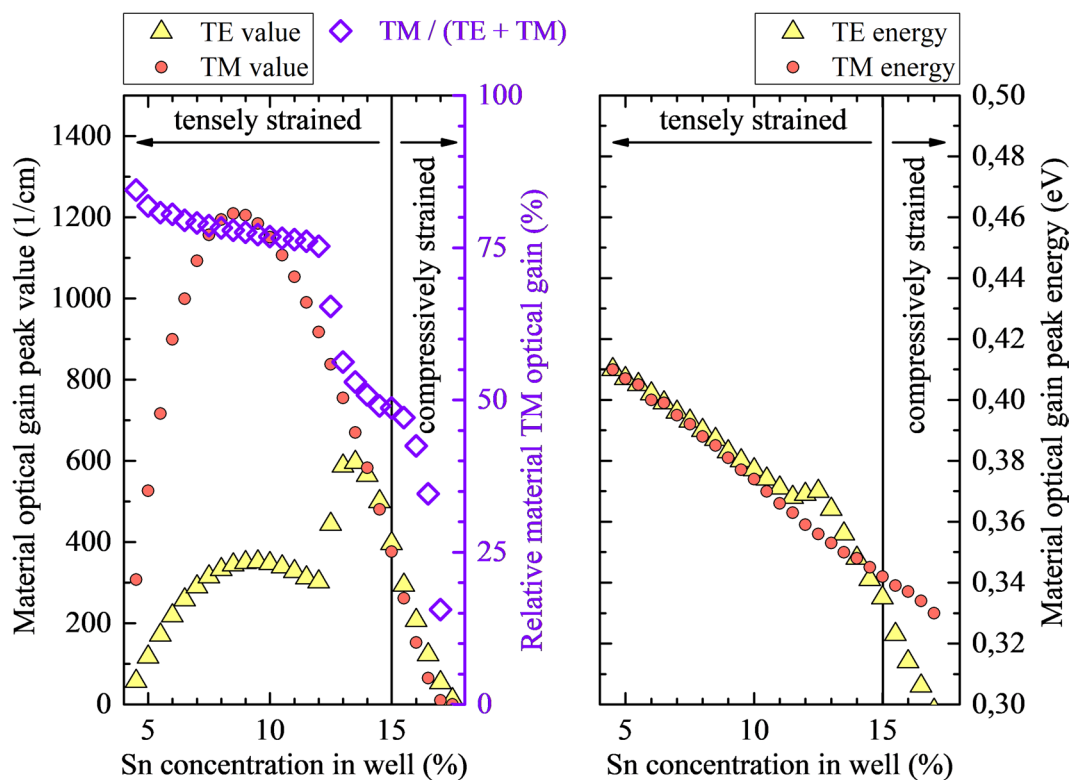 TE value
TM value
TM / (TE + TM)
TE energy
TM energy
Material optical gain peak value (1/cm)
1400
1200
1000
800
600
400
200
0
tensely strained
compressively strained
100
75
50
25
0
Relative material TM optical gain (%)
5
10
15
Sn concentration in well (%)
tensely strained
compressively strained
0,50
0,48
0,46
0,44
0,42
0,40
0,38
0,36
0,34
0,32
0,30
Material optical gain peak energy (eV)
5
10
15
Sn concentration in well (%)